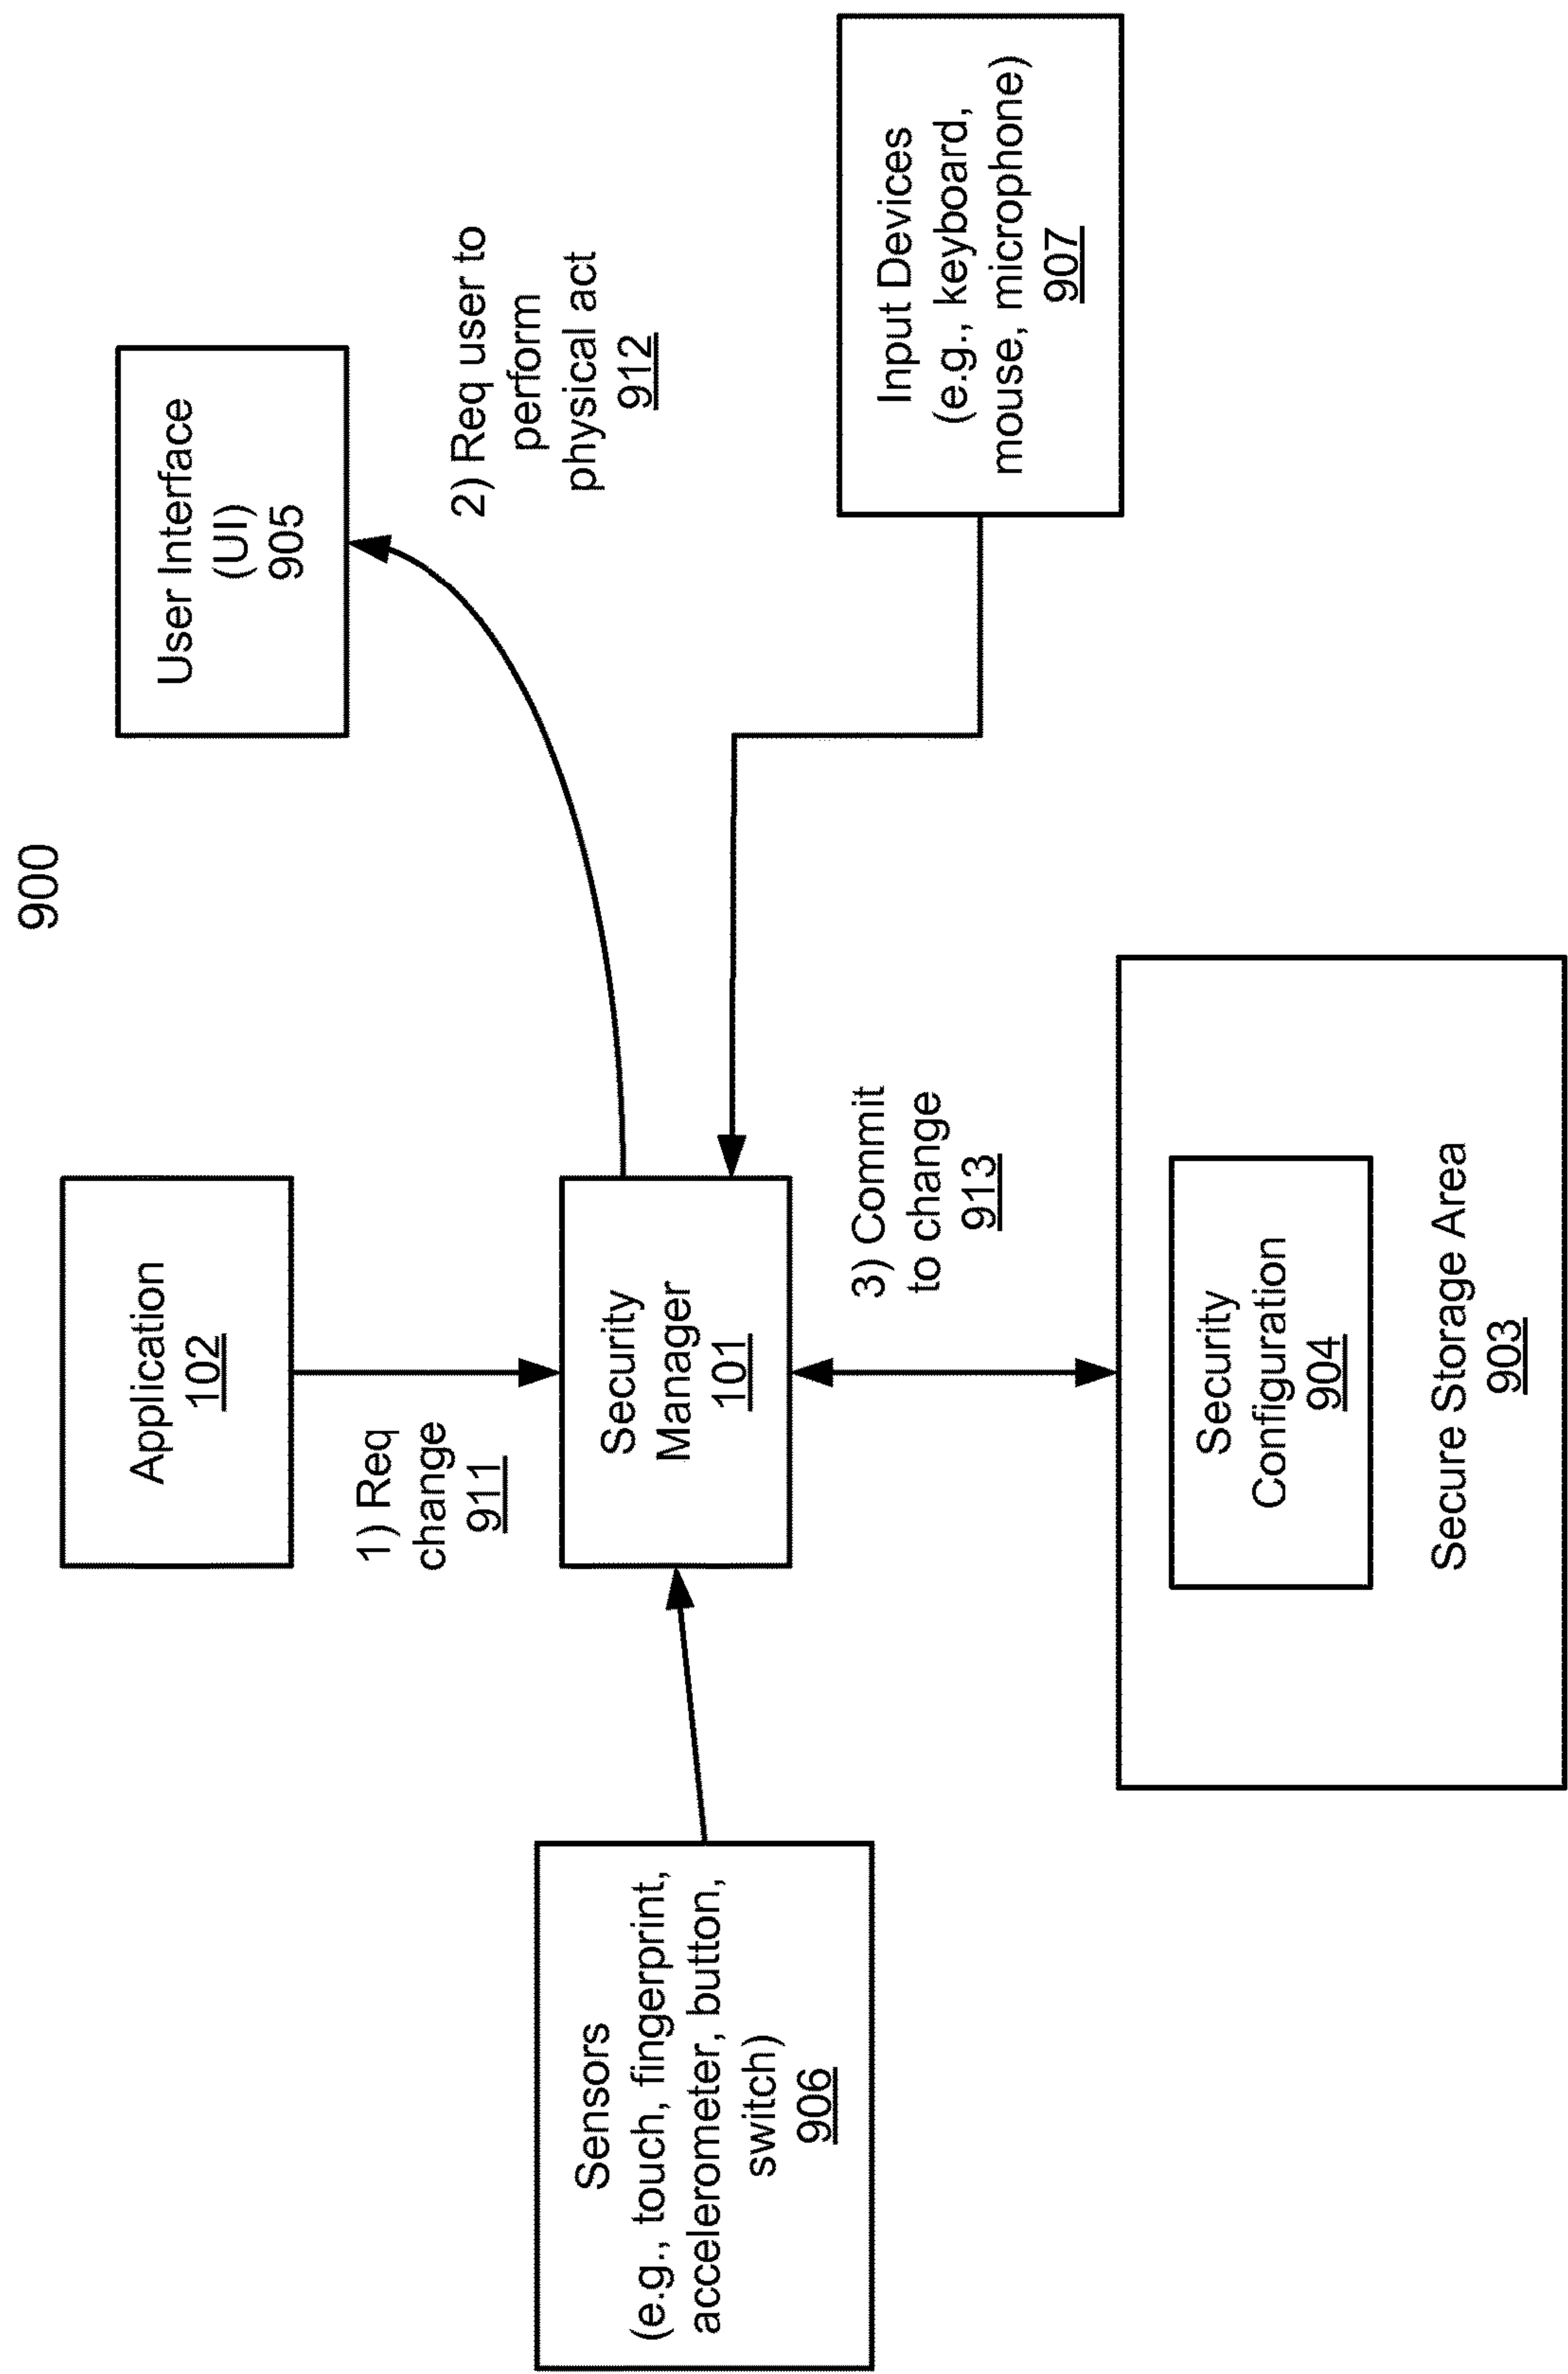 900
Application
102
User Interface
(UI)
905
1) Req
change
911
2) Req user to
perform
physical act
912
Sensors
(e.g., touch, fingerprint,
accelerometer, button,
switch)
906
Security
Manager
101
Input Devices
(e.g., keyboard,
mouse, microphone)
907
3) Commit
to change
913
Security
Configuration
904
Secure Storage Area
903